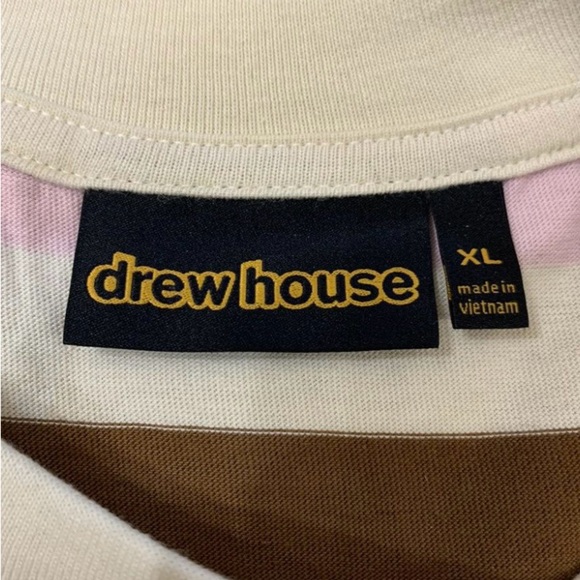 drew house
XL
made in
vietnam